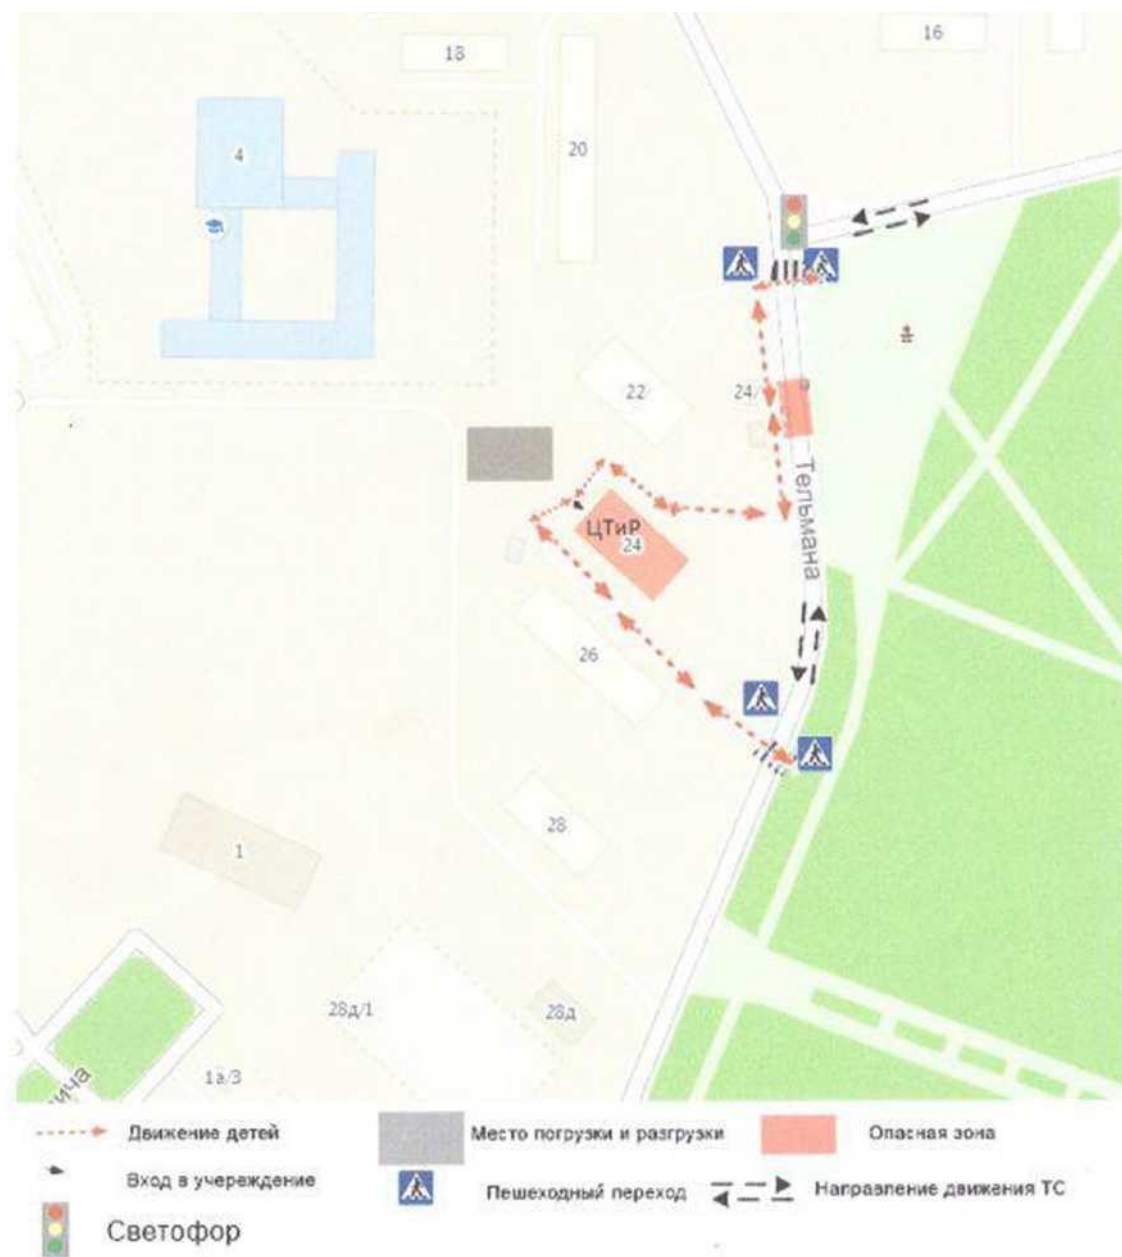 18
16
4
20
22
24/
Тельмана
ЦТиР
24
26
28
1
28д/1
28д
1а/3
ича
Движение детей
Место погрузки и разгрузки
Опасная зона
Вход в учереждение
Пешеходный переход
Направление движения ТС
Светофор